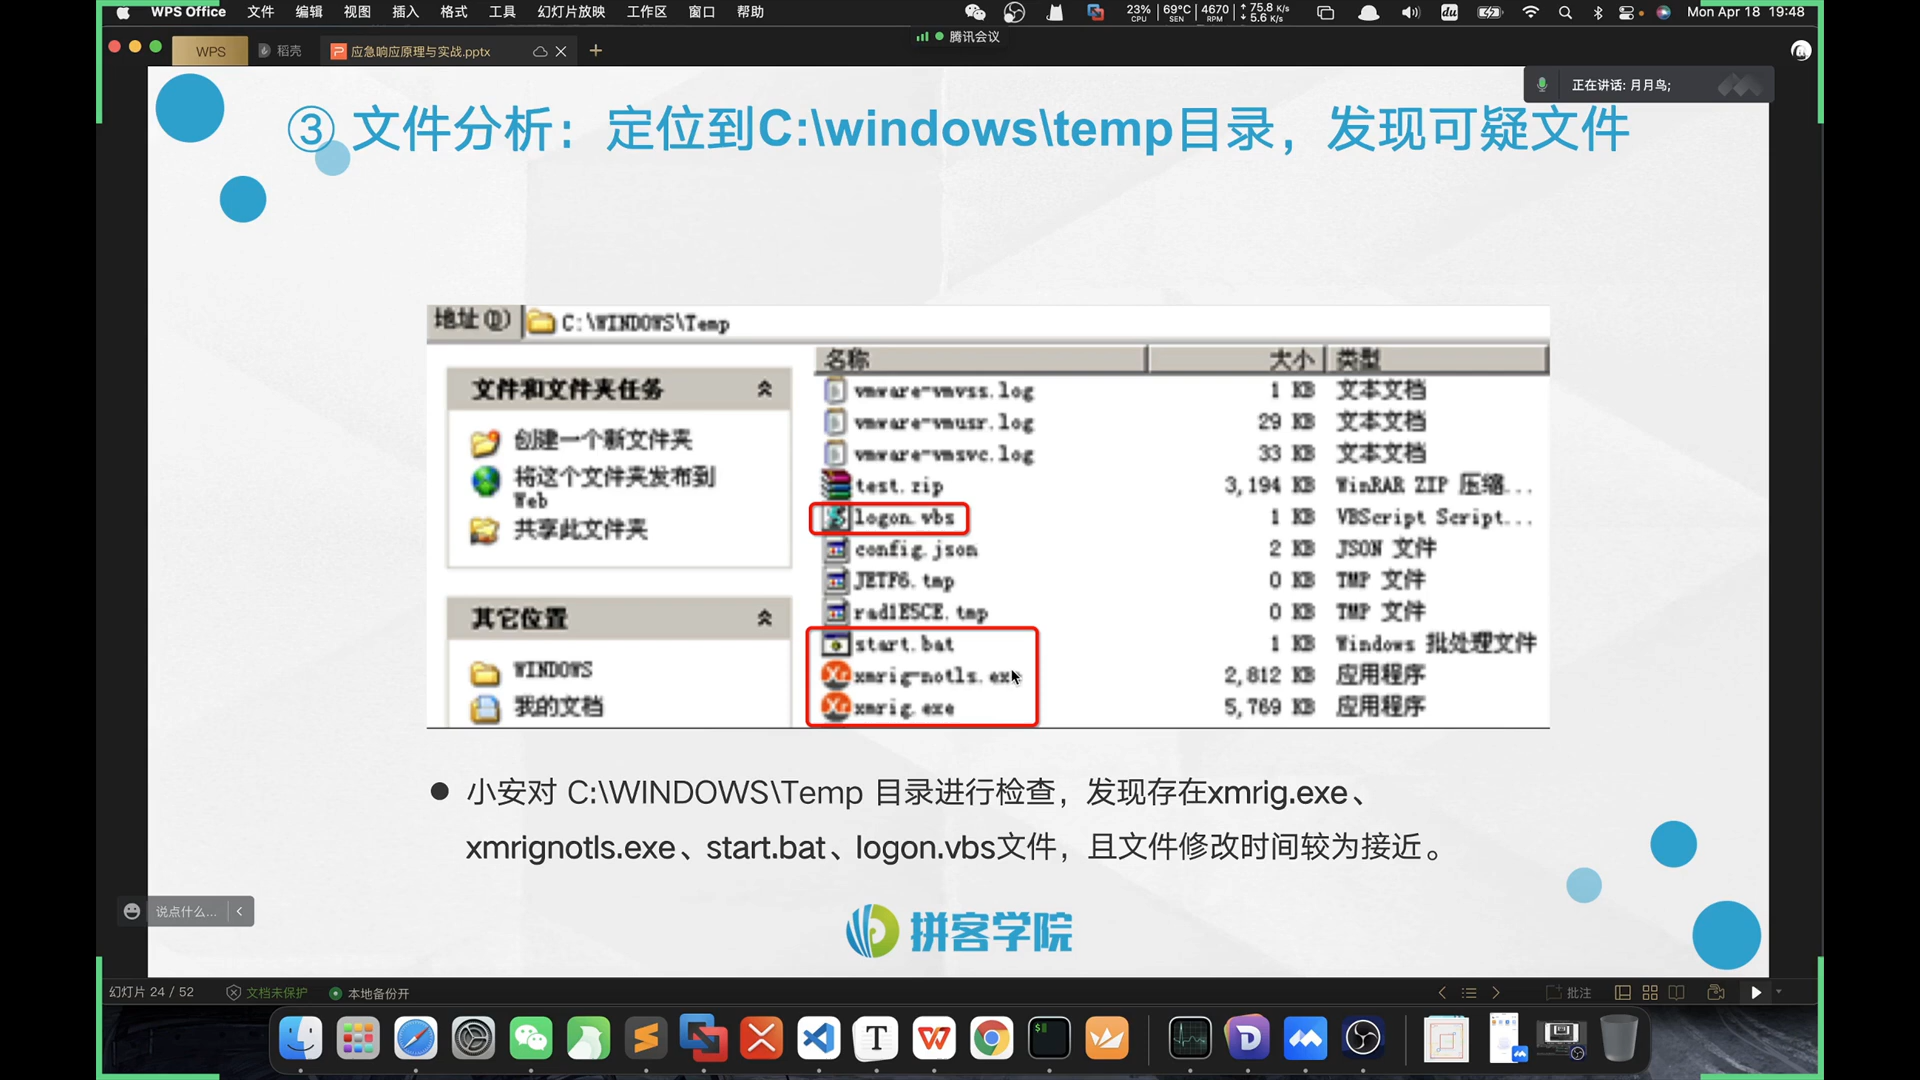 WPS Office 文件 编辑 视图 插入 格式 工具 幻灯片放映 工作区 窗口 帮助 23% CPU 69°C SEN 4670 RPM 75.8 K/s 5.6 K/s du Mon Apr 18 19:48
WPS 稻壳 应急响应原理与实战.pptx
腾讯会议
正在讲话: 月月鸟;
③ 文件分析：定位到C:\windows\temp目录，发现可疑文件
地址(D) C:\WINDOWS\Temp
名称 大小 类型
文件和文件夹任务
创建一个新文件夹
将这个文件夹发布到
Web
共享此文件夹
其它位置
WINDOWS
我的文档
vmware-vmvss.log 1 KB 文本文档
vmware-vmusr.log 29 KB 文本文档
vmware-vmsvc.log 33 KB 文本文档
test.zip 3,194 KB WinRAR ZIP 压缩...
logon.vbs 1 KB VBScript Script...
config.json 2 KB JSON 文件
JETF6.tmp 0 KB TMP 文件
rad1E5CE.tmp 0 KB TMP 文件
start.bat 1 KB Windows 批处理文件
xmrig-notls.exe 2,812 KB 应用程序
xmrig.exe 5,769 KB 应用程序
● 小安对 C:\WINDOWS\Temp 目录进行检查，发现存在xmrig.exe、
xmrignotls.exe、start.bat、logon.vbs文件，且文件修改时间较为接近。
说点什么...
拼客学院
幻灯片 24 / 52 文档未保护 本地备份开 批注